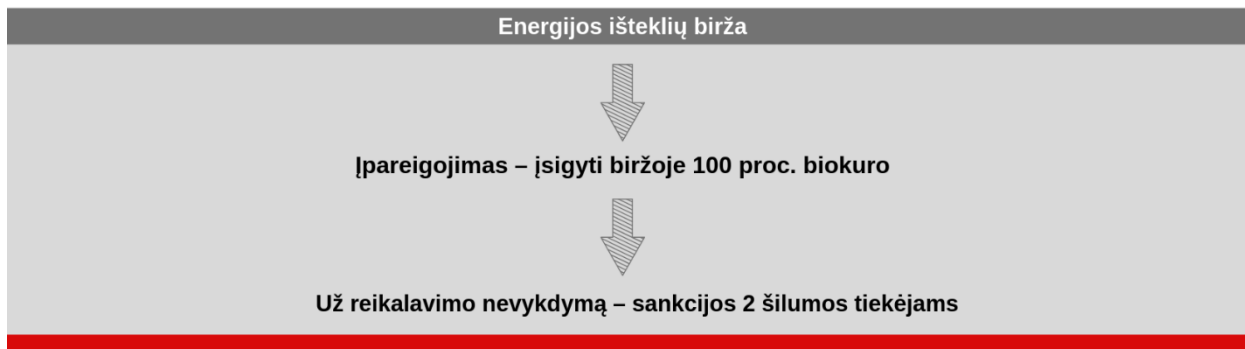 Energijos išteklių birža
Įpareigojimas – įsigyti biržoje 100 proc. biokuro
Už reikalavimo nevykdymą – sankcijos 2 šilumos tiekėjams